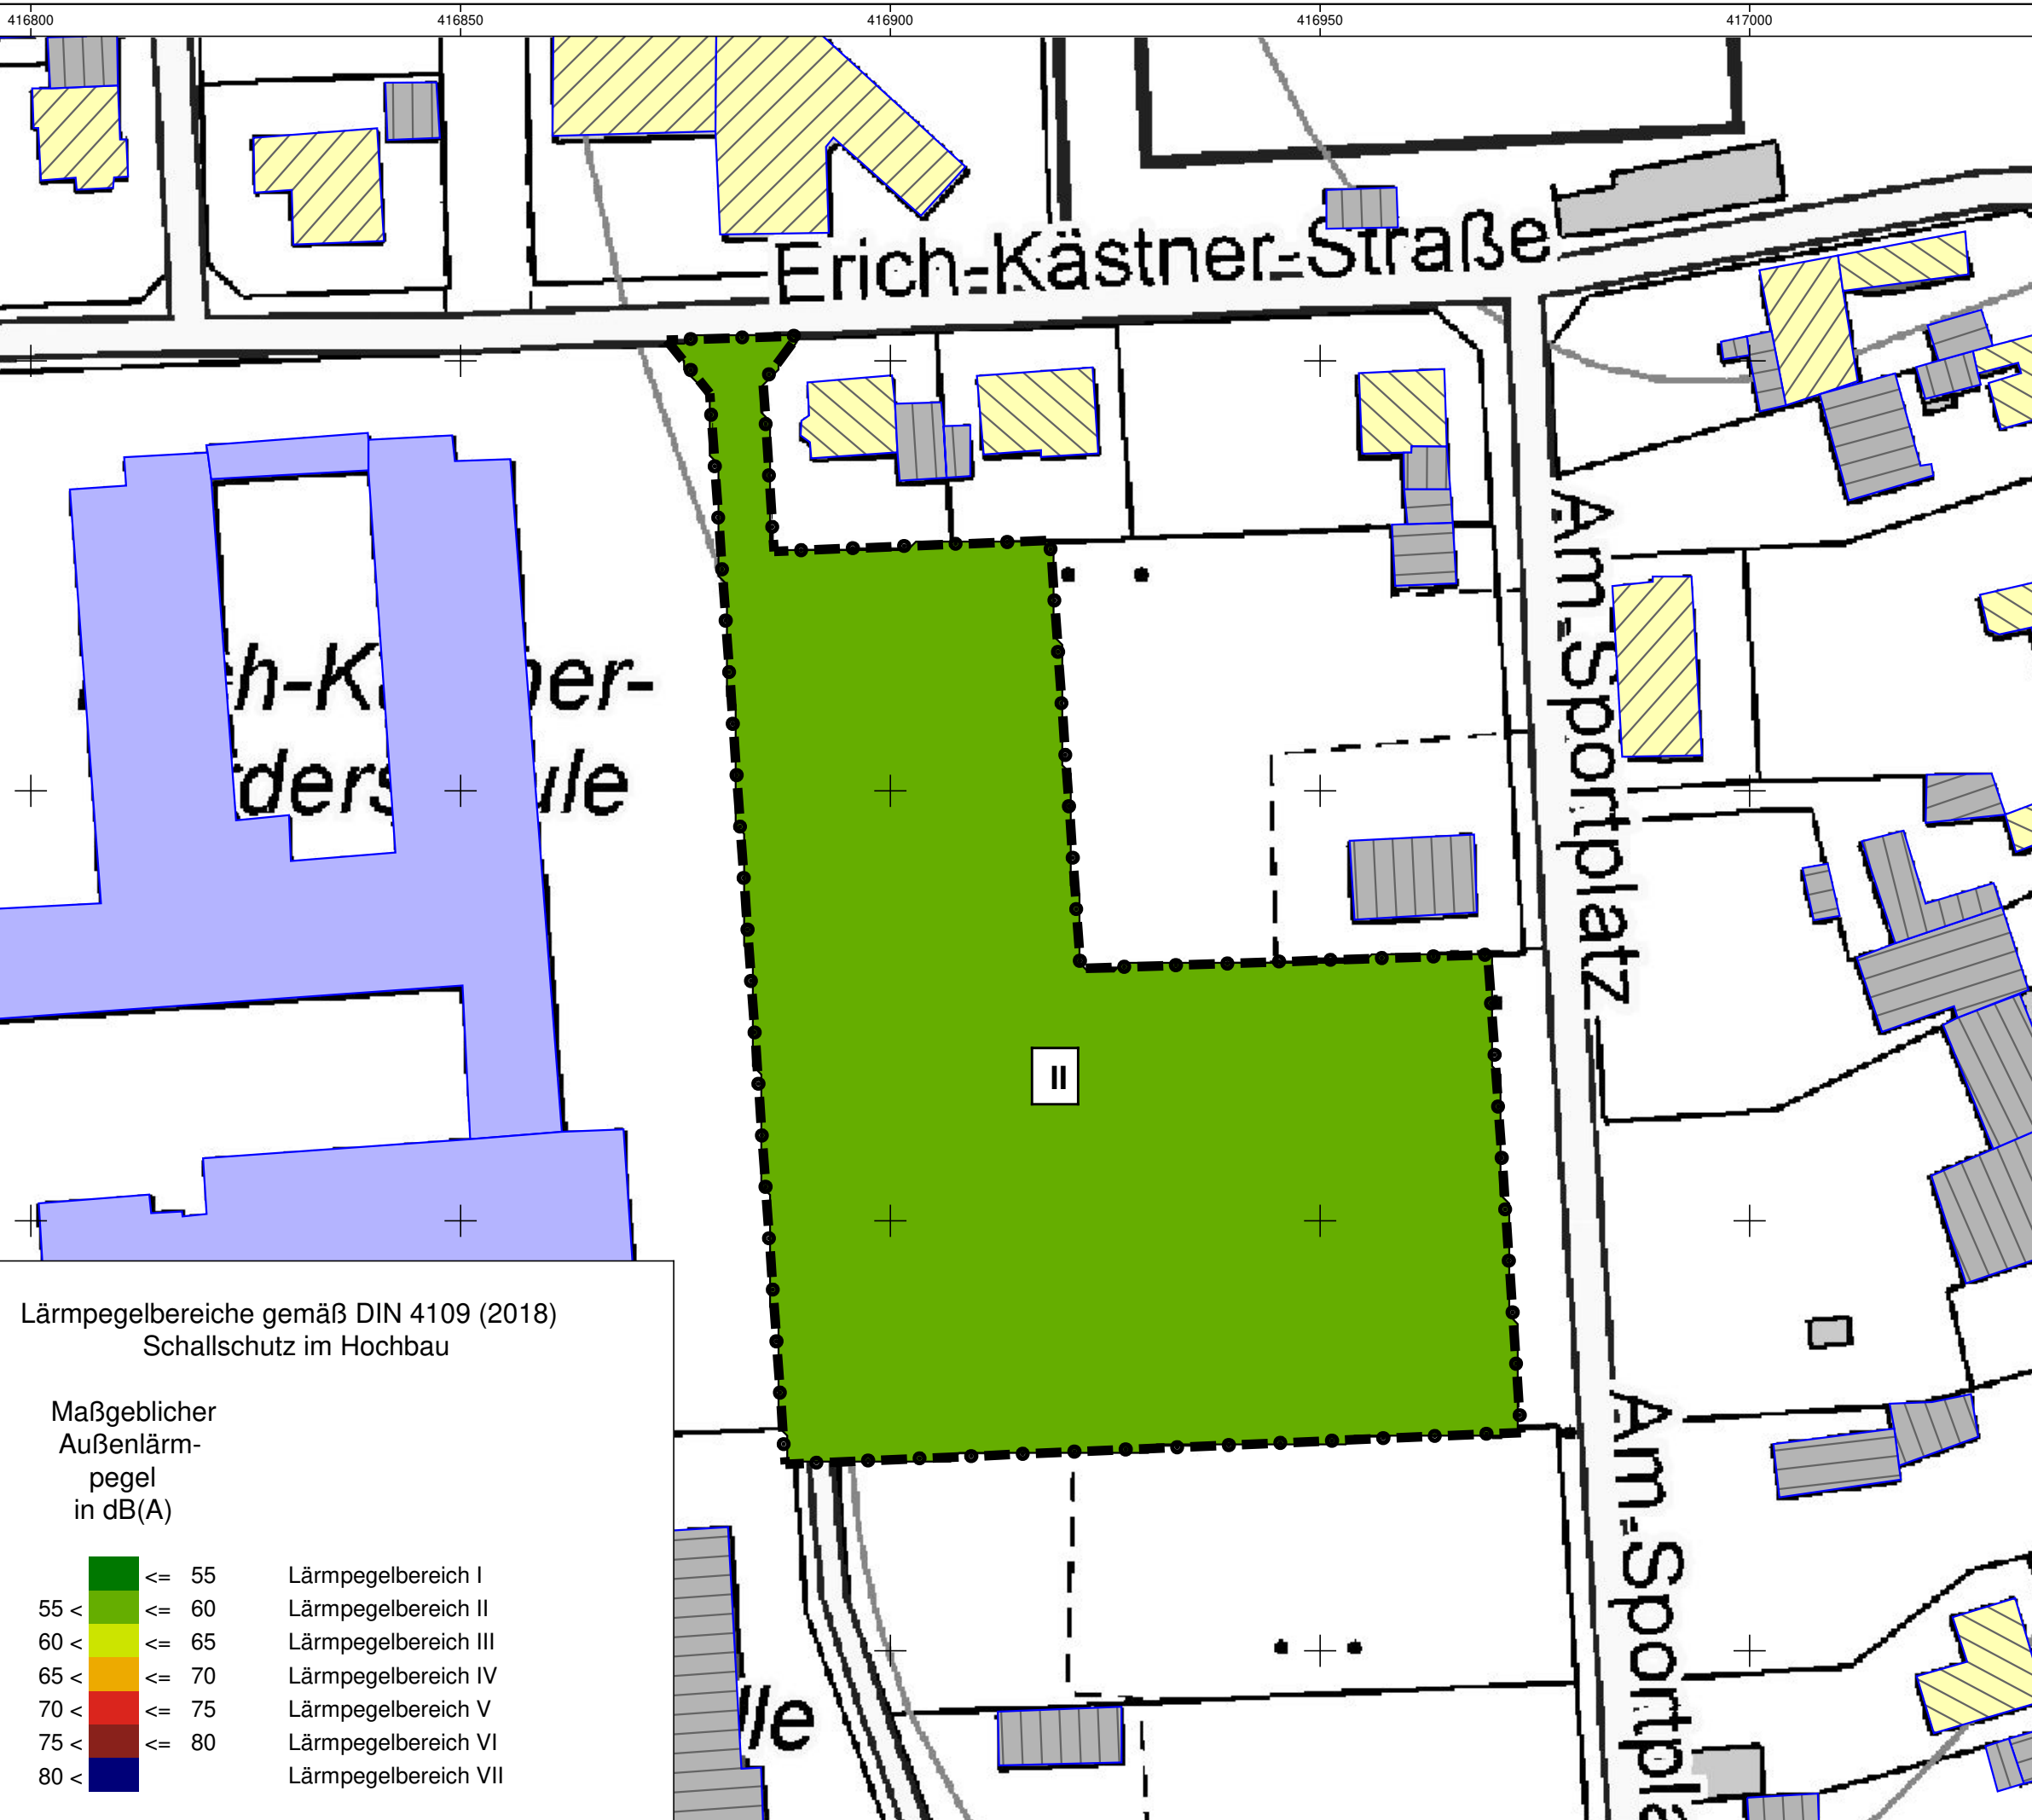 416800 416850 416900 416950 417000
Erich-Kästner-Straße
Am-Sportplatz
II
Lärmpegelbereiche gemäß DIN 4109 (2018)
Schallschutz im Hochbau
Maßgeblicher
Außenlärm-
pegel
in dB(A)
<= 55 Lärmpegelbereich I
55 < <= 60 Lärmpegelbereich II
60 < <= 65 Lärmpegelbereich III
65 < <= 70 Lärmpegelbereich IV
70 < <= 75 Lärmpegelbereich V
75 < <= 80 Lärmpegelbereich VI
80 < Lärmpegelbereich VII
Am-Sportpla